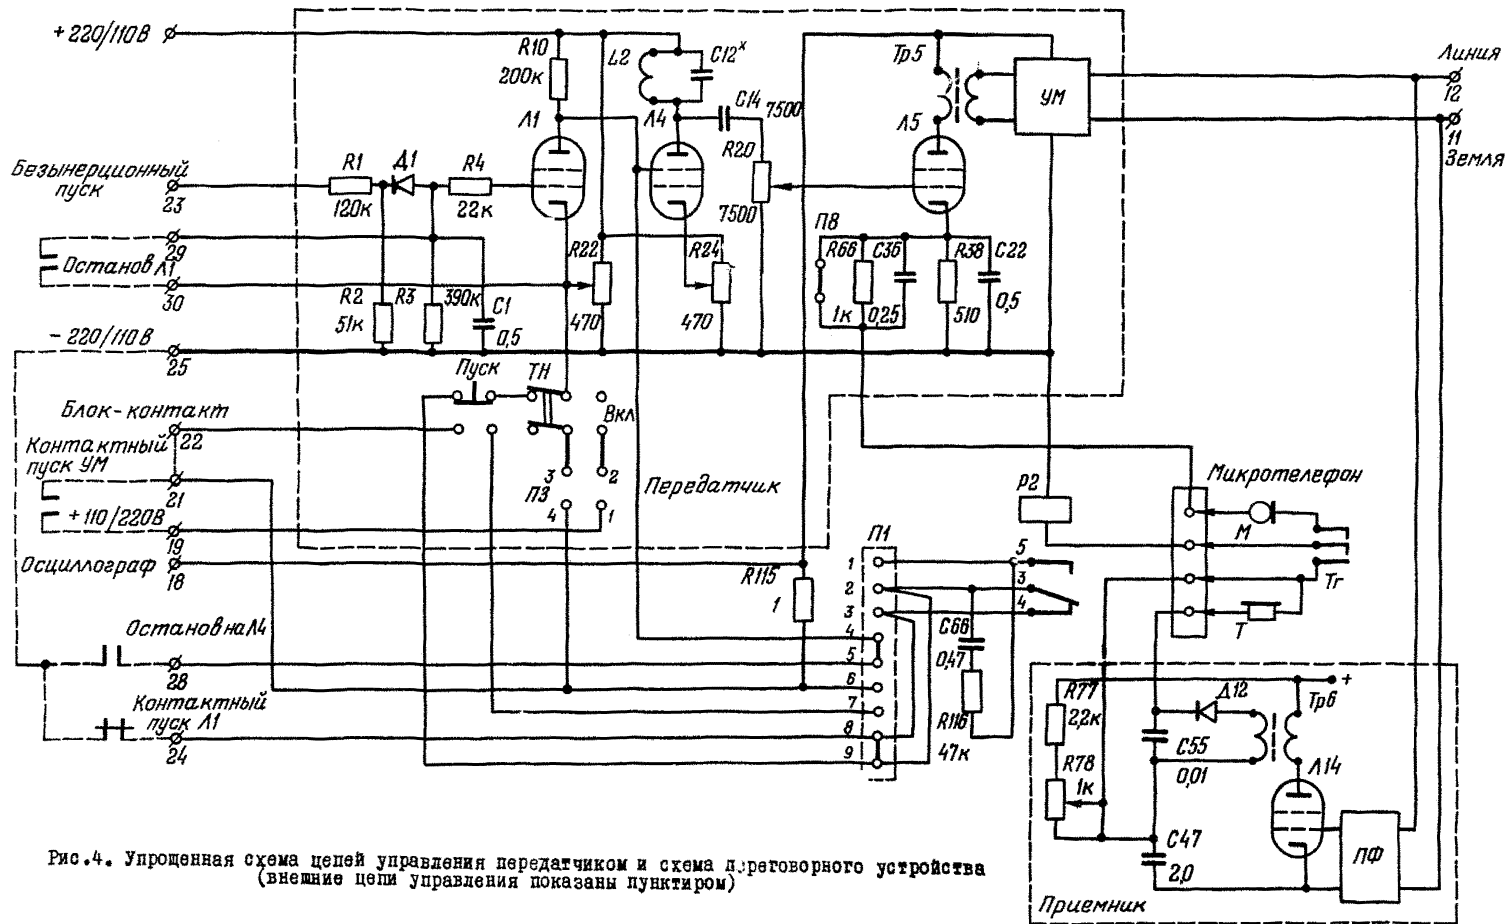 + 220/110В
R10
200к
L2
C12ˣ
Тр5
УМ
Линия
12
11
Земля
Л1
Л4
C14
7500
Л5
Безынерционный
пуск
23
R1
120к
Д1
R4
22к
R20
7500
29
Останов Л1
30
R2
51к
R3
390к
C1
0,5
R22
470
R24
470
П8
R66
1к
C36
0,25
R38
510
C22
0,5
- 220/110В
25
Пуск
ТН
Вкл
Блок-контакт
22
Контактный
пуск УМ
21
+110/220В
19
3
2
П3
4
1
Передатчик
Осциллограф
18
R115
1
П1
1
2
3
4
5
6
7
8
9
Р2
5
3
4
C66
0,47
R116
47к
Микротелефон
М
Тг
Т
Останов на Л4
28
Контактный
пуск Л1
24
R77
2,2к
R78
1к
Д12
C55
0,01
Тр6
+
Л14
C47
2,0
ПФ
Приемник
Рис.4. Упрощенная схема цепей управления передатчиком и схема переговорного устройства
(внешние цепи управления показаны пунктиром)